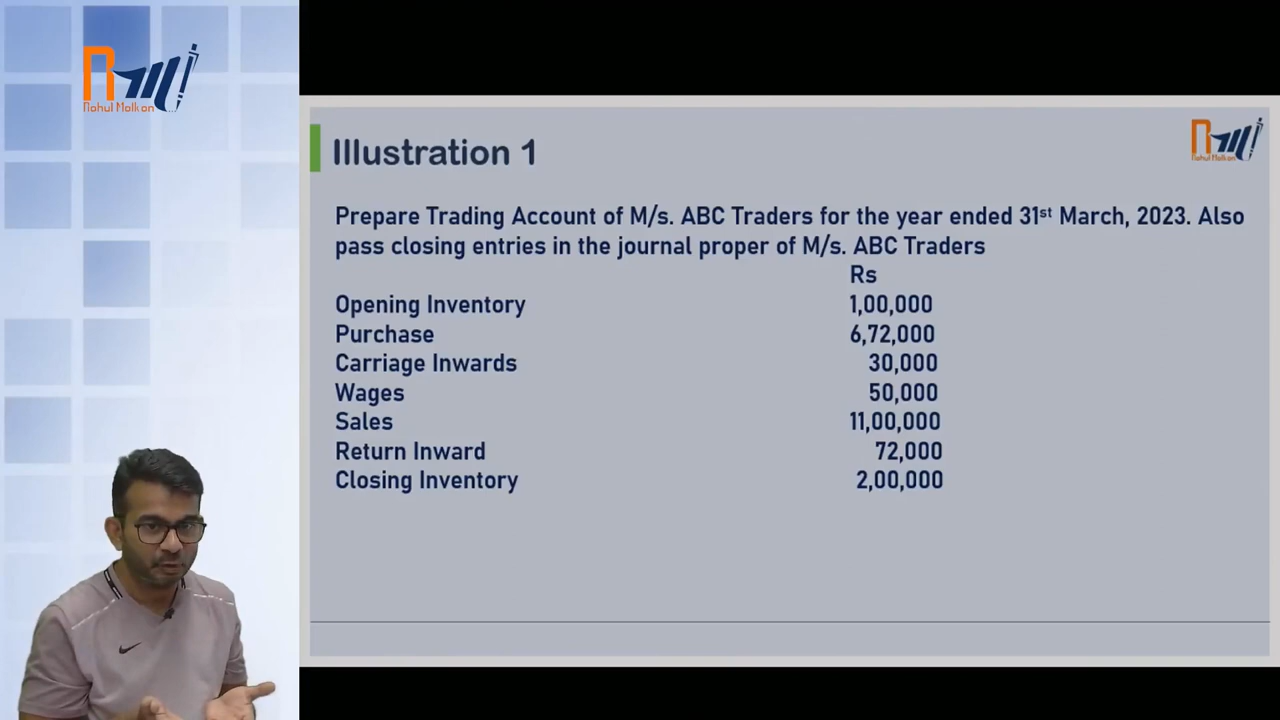 Rahul Malkan
Illustration 1
Rahul Malkan
Prepare Trading Account of M/s. ABC Traders for the year ended 31st March, 2023. Also
pass closing entries in the journal proper of M/s. ABC Traders
Rs
Opening Inventory 1,00,000
Purchase 6,72,000
Carriage Inwards 30,000
Wages 50,000
Sales 11,00,000
Return Inward 72,000
Closing Inventory 2,00,000